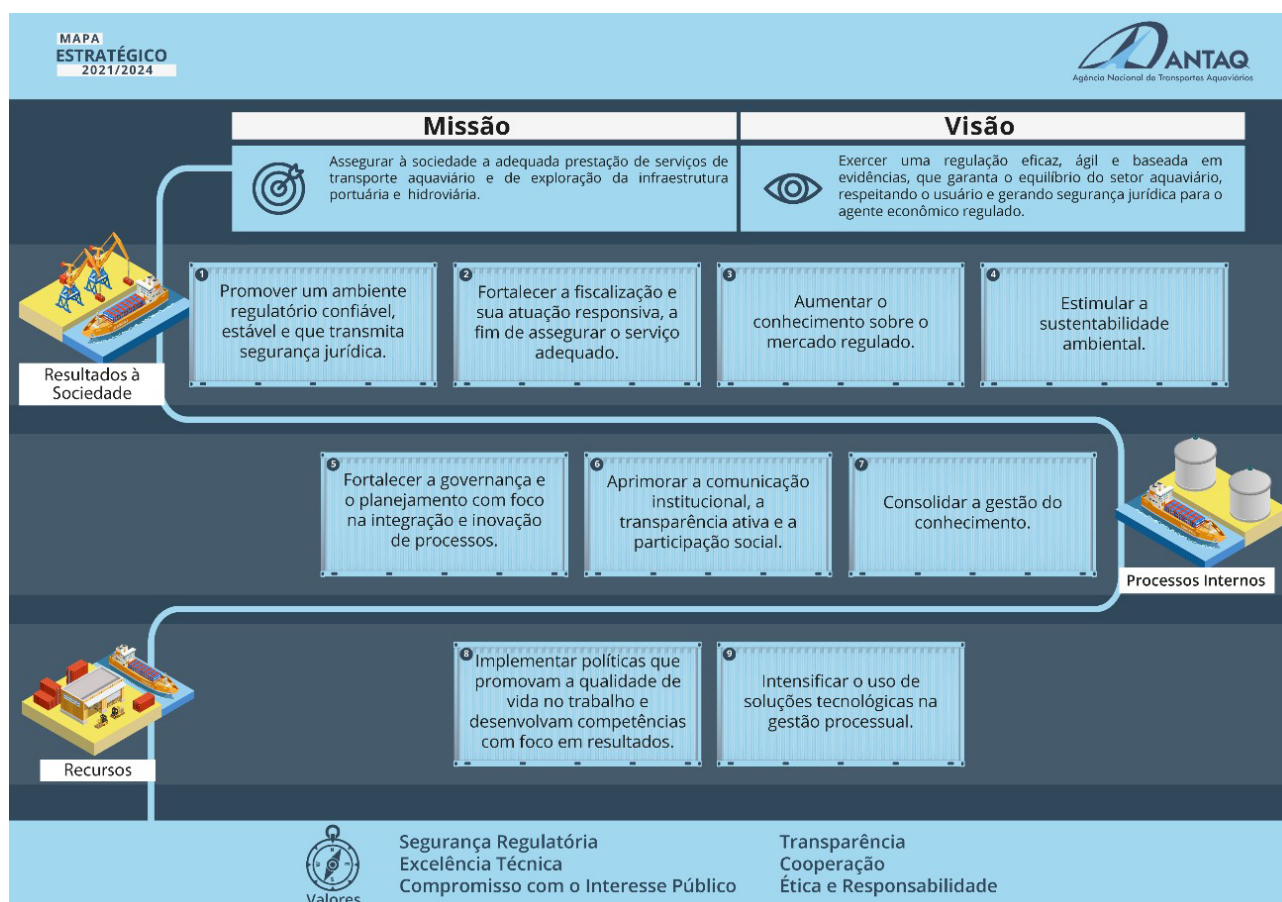 MAPA
ESTRATÉGICO
2021/2024
ANTAQ
Agência Nacional de Transportes Aquaviários
Missão
Assegurar à sociedade a adequada prestação de serviços de
transporte aquaviário e de exploração da infraestrutura
portuária e hidroviária.
Visão
Exercer uma regulação eficaz, ágil e baseada em
evidências, que garanta o equilíbrio do setor aquaviário,
respeitando o usuário e gerando segurança jurídica para o
agente econômico regulado.
Resultados à
Sociedade
1
Promover um ambiente
regulatório confiável,
estável e que transmita
segurança jurídica.
2
Fortalecer a fiscalização e
sua atuação responsiva, a
fim de assegurar o serviço
adequado.
3
Aumentar o
conhecimento sobre o
mercado regulado.
4
Estimular a
sustentabilidade
ambiental.
5
Fortalecer a governança e
o planejamento com foco
na integração e inovação
de processos.
6
Aprimorar a comunicação
institucional, a
transparência ativa e a
participação social.
7
Consolidar a gestão do
conhecimento.
Processos Internos
Recursos
8
Implementar políticas que
promovam a qualidade de
vida no trabalho e
desenvolvam competências
com foco em resultados.
9
Intensificar o uso de
soluções tecnológicas na
gestão processual.
Valores
Segurança Regulatória
Excelência Técnica
Compromisso com o Interesse Público
Transparência
Cooperação
Ética e Responsabilidade